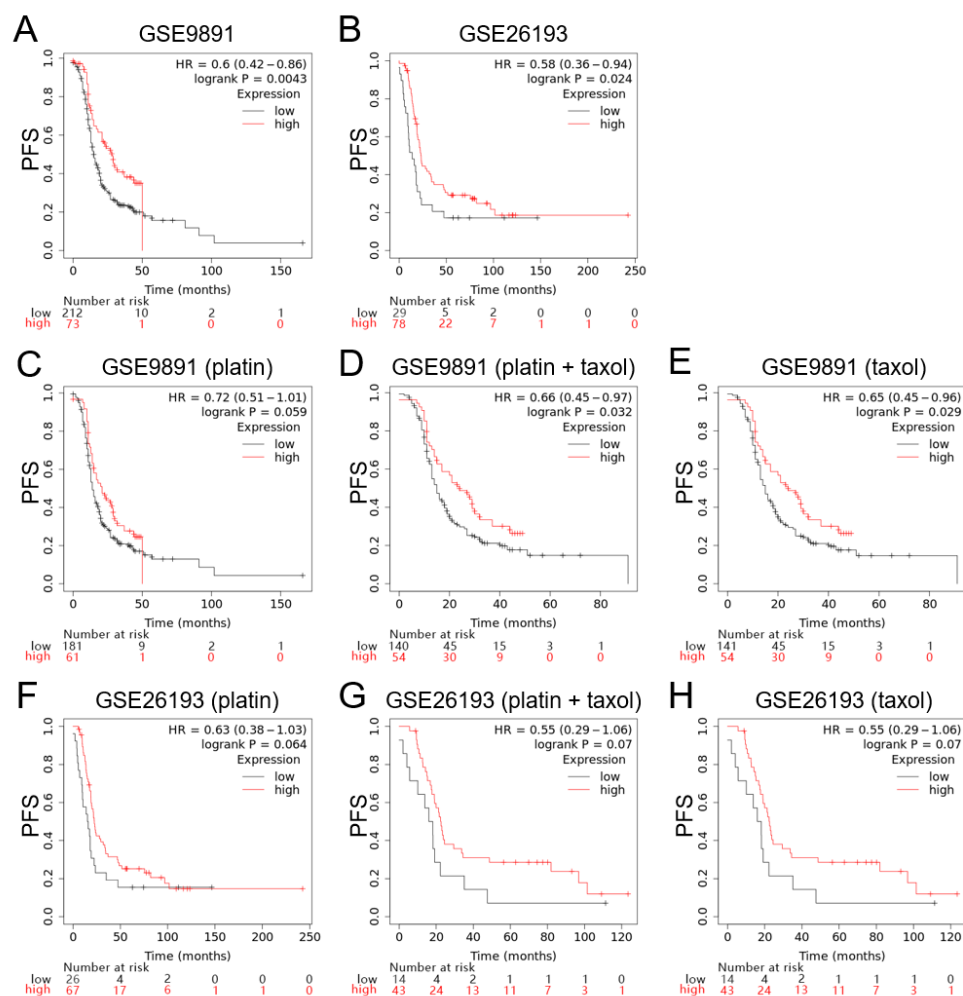 A GSE9891
HR = 0.6 (0.42 – 0.86)
logrank P = 0.0043
Expression
low
high
PFS
1.0
0.8
0.6
0.4
0.2
0.0
0 50 100 150
Time (months)
Number at risk
low 212 10 2 1
high 73 1 0 0
B GSE26193
HR = 0.58 (0.36 – 0.94)
logrank P = 0.024
Expression
low
high
PFS
1.0
0.8
0.6
0.4
0.2
0.0
0 50 100 150 200 250
Time (months)
Number at risk
low 29 5 2 0 0 0
high 78 22 7 1 1 0
C GSE9891 (platin)
HR = 0.72 (0.51 – 1.01)
logrank P = 0.059
Expression
low
high
PFS
1.0
0.8
0.6
0.4
0.2
0.0
0 50 100 150
Time (months)
Number at risk
low 181 9 2 1
high 61 1 0 0
D GSE9891 (platin + taxol)
HR = 0.66 (0.45 – 0.97)
logrank P = 0.032
Expression
low
high
PFS
1.0
0.8
0.6
0.4
0.2
0.0
0 20 40 60 80
Time (months)
Number at risk
low 140 45 15 3 1
high 54 30 9 0 0
E GSE9891 (taxol)
HR = 0.65 (0.45 – 0.96)
logrank P = 0.029
Expression
low
high
PFS
1.0
0.8
0.6
0.4
0.2
0.0
0 20 40 60 80
Time (months)
Number at risk
low 141 45 15 3 1
high 54 30 9 0 0
F GSE26193 (platin)
HR = 0.63 (0.38 – 1.03)
logrank P = 0.064
Expression
low
high
PFS
1.0
0.8
0.6
0.4
0.2
0.0
0 50 100 150 200 250
Time (months)
Number at risk
low 26 4 2 0 0 0
high 67 17 6 1 1 0
G GSE26193 (platin + taxol)
HR = 0.55 (0.29 – 1.06)
logrank P = 0.07
Expression
low
high
PFS
1.0
0.8
0.6
0.4
0.2
0.0
0 20 40 60 80 100 120
Time (months)
Number at risk
low 14 4 2 1 1 1 0
high 43 24 13 11 7 3 1
H GSE26193 (taxol)
HR = 0.55 (0.29 – 1.06)
logrank P = 0.07
Expression
low
high
PFS
1.0
0.8
0.6
0.4
0.2
0.0
0 20 40 60 80 100 120
Time (months)
Number at risk
low 14 4 2 1 1 1 0
high 43 24 13 11 7 3 1